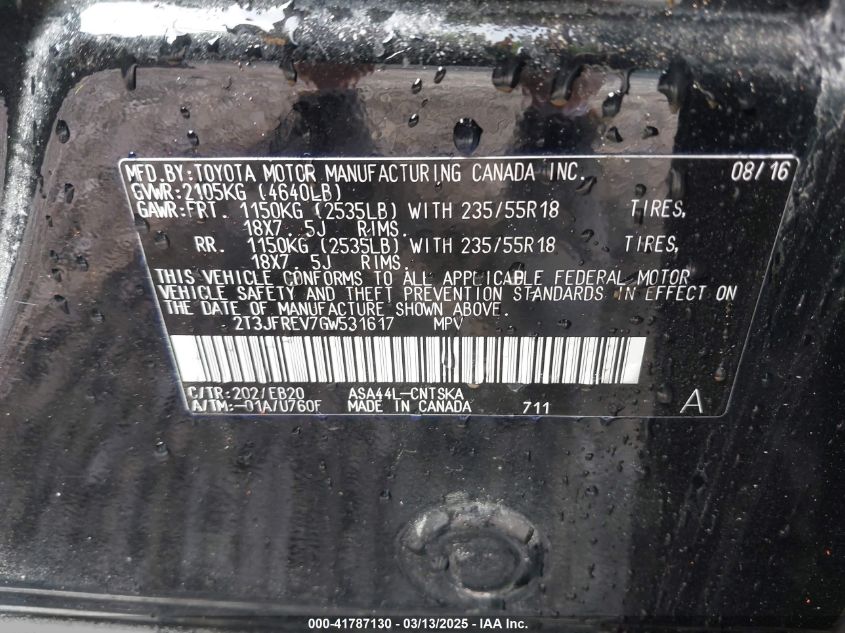 MFD.BY:TOYOTA MOTOR MANUFACTURING CANADA INC. 08/16
GVWR:2105KG (4640LB)
GAWR:FRT. 1150KG (2535LB) WITH 235/55R18 TIRES,
18X7. 5J RIMS.
RR. 1150KG (2535LB) WITH 235/55R18 TIRES,
18X7. 5J RIMS.
THIS VEHICLE CONFORMS TO ALL APPLICABLE FEDERAL MOTOR
VEHICLE SAFETY AND THEFT PREVENTION STANDARDS IN EFFECT ON
THE DATE OF MANUFACTURE SHOWN ABOVE.
2T3JFREV7GW531617 MPV
C/TR:202/EB20 ASA44L-CNTSKA
A/TM:-01A/U760F MADE IN CANADA 711 A
000-41787130 - 03/13/2025 - IAA Inc.